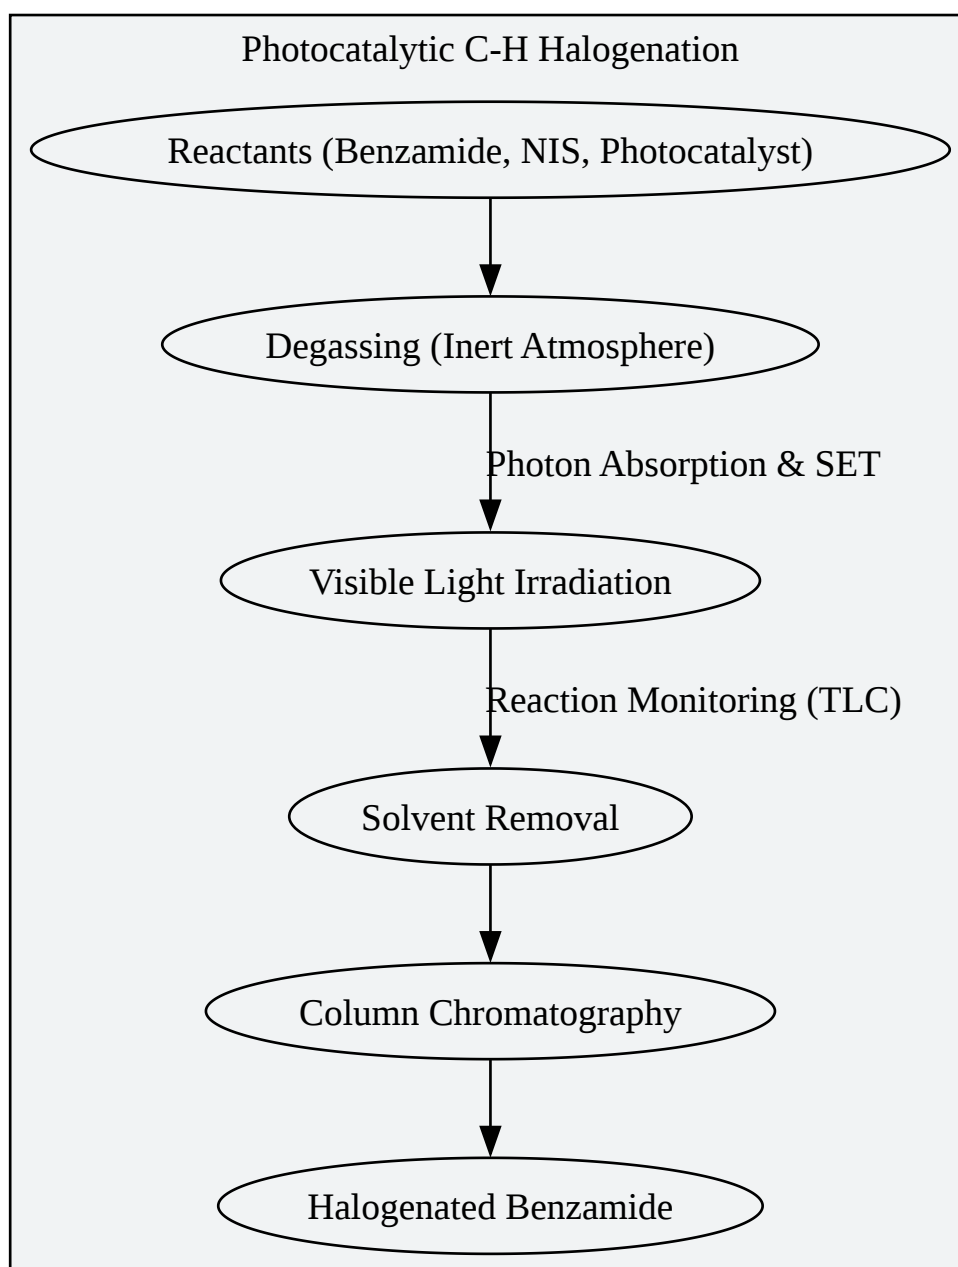 Photocatalytic C-H Halogenation
Reactants (Benzamide, NIS, Photocatalyst)
Degassing (Inert Atmosphere)
Photon Absorption & SET
Visible Light Irradiation
Reaction Monitoring (TLC)
Solvent Removal
Column Chromatography
Halogenated Benzamide